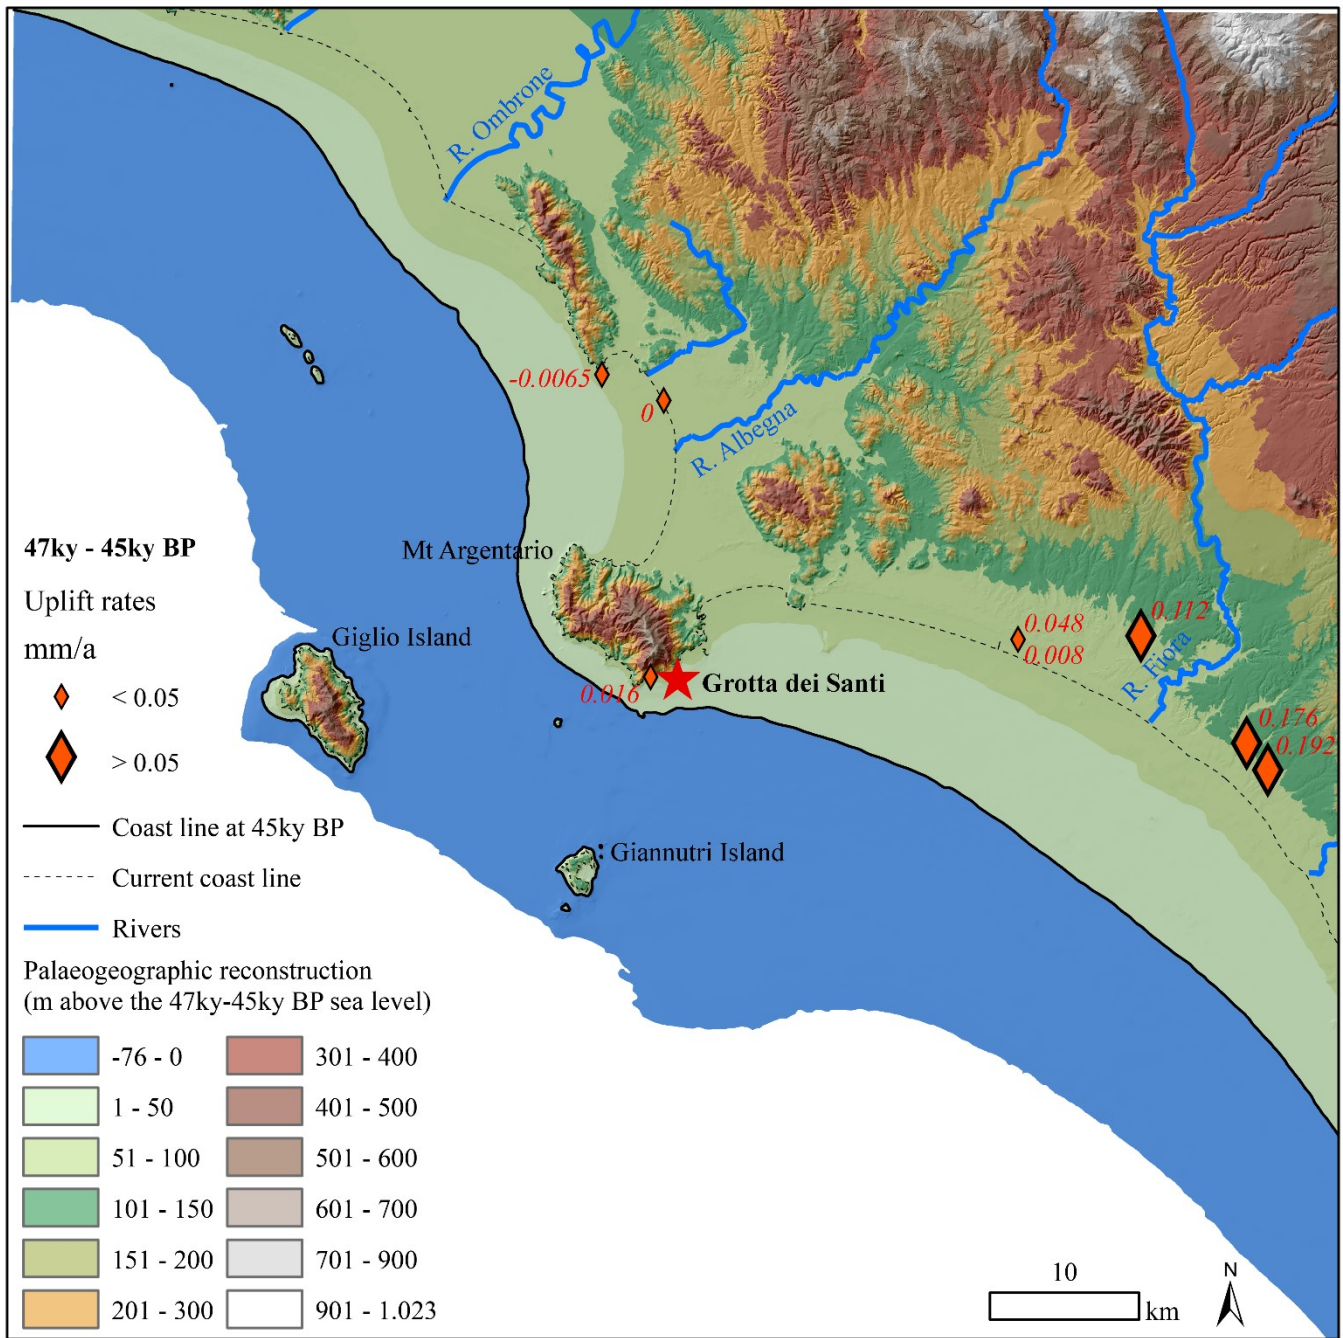 R. Ombrone
-0.0065
0
R. Albegna
Mt Argentario
47ky - 45ky BP
Uplift rates
mm/a
< 0.05
> 0.05
Giglio Island
0.016
Grotta dei Santi
0.048
0.008
0.112
R. Fiora
0.176
0.192
Giannutri Island
Coast line at 45ky BP
Current coast line
Rivers
Palaeogeographic reconstruction
(m above the 47ky-45ky BP sea level)
-76 - 0
1 - 50
51 - 100
101 - 150
151 - 200
201 - 300
301 - 400
401 - 500
501 - 600
601 - 700
701 - 900
901 - 1.023
10
km
N